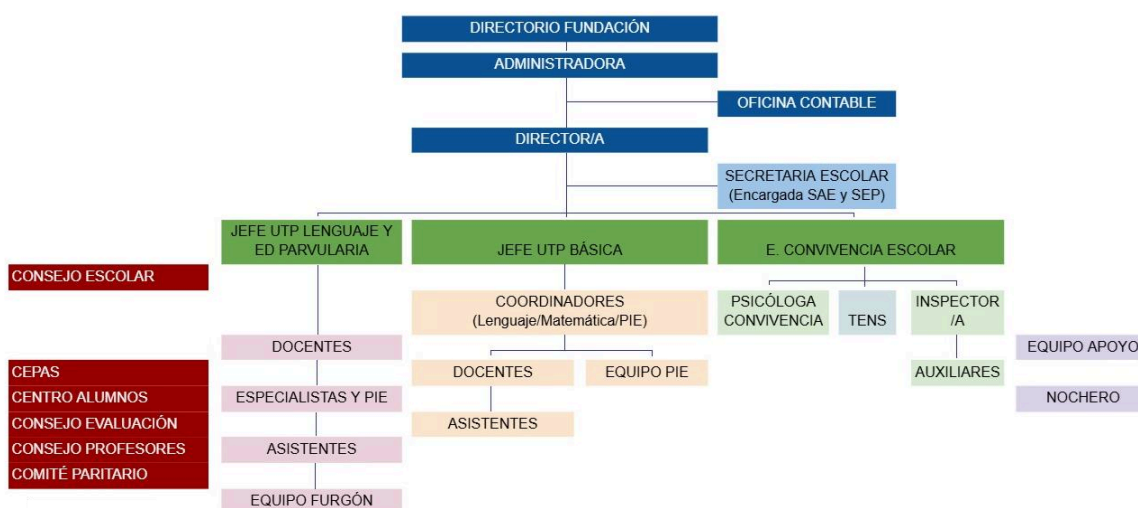 DIRECTORIO FUNDACIÓN
ADMINISTRADORA
OFICINA CONTABLE
DIRECTOR/A
SECRETARIA ESCOLAR
(Encargada SAE y SEP)
JEFE UTP LENGUAJE Y
ED PARVULARIA
JEFE UTP BÁSICA
E. CONVIVENCIA ESCOLAR
CONSEJO ESCOLAR
COORDINADORES
(Lenguaje/Matemática/PIE)
PSICÓLOGA
CONVIVENCIA
TENS
INSPECTOR
/A
DOCENTES
EQUIPO APOYO
CEPAS
DOCENTES
EQUIPO PIE
AUXILIARES
CENTRO ALUMNOS
ESPECIALISTAS Y PIE
NOCHERO
CONSEJO EVALUACIÓN
ASISTENTES
CONSEJO PROFESORES
ASISTENTES
COMITÉ PARITARIO
EQUIPO FURGÓN